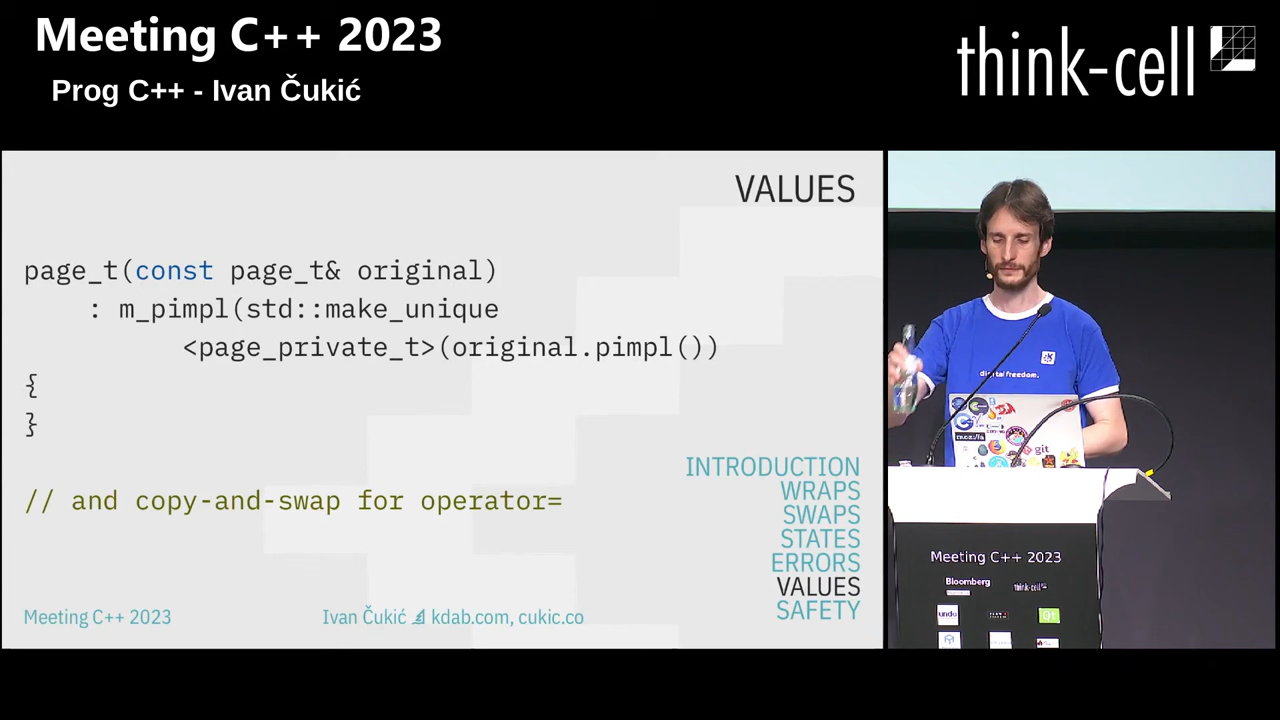 Meeting C++ 2023
Prog C++ - Ivan Čukić
think-cell
VALUES
page_t(const page_t& original)
: m_pimpl(std::make_unique
<page_private_t>(original.pimpl())
{
}
// and copy-and-swap for operator=
INTRODUCTION
WRAPS
SWAPS
STATES
ERRORS
VALUES
SAFETY
Meeting C++ 2023
Ivan Čukić kdab.com, cukic.co
digital freedom.
mozilla
git
Meeting C++ 2023
Bloomberg
think-cell
undo
Qt